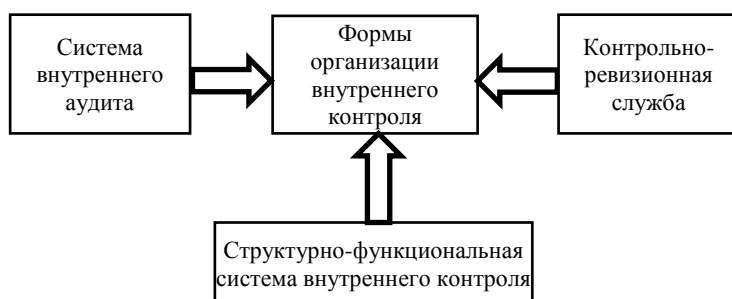 Система
внутреннего
аудита
Формы
организации
внутреннего
контроля
Контрольно-
ревизионная
служба
Структурно-функциональная
система внутреннего контроля